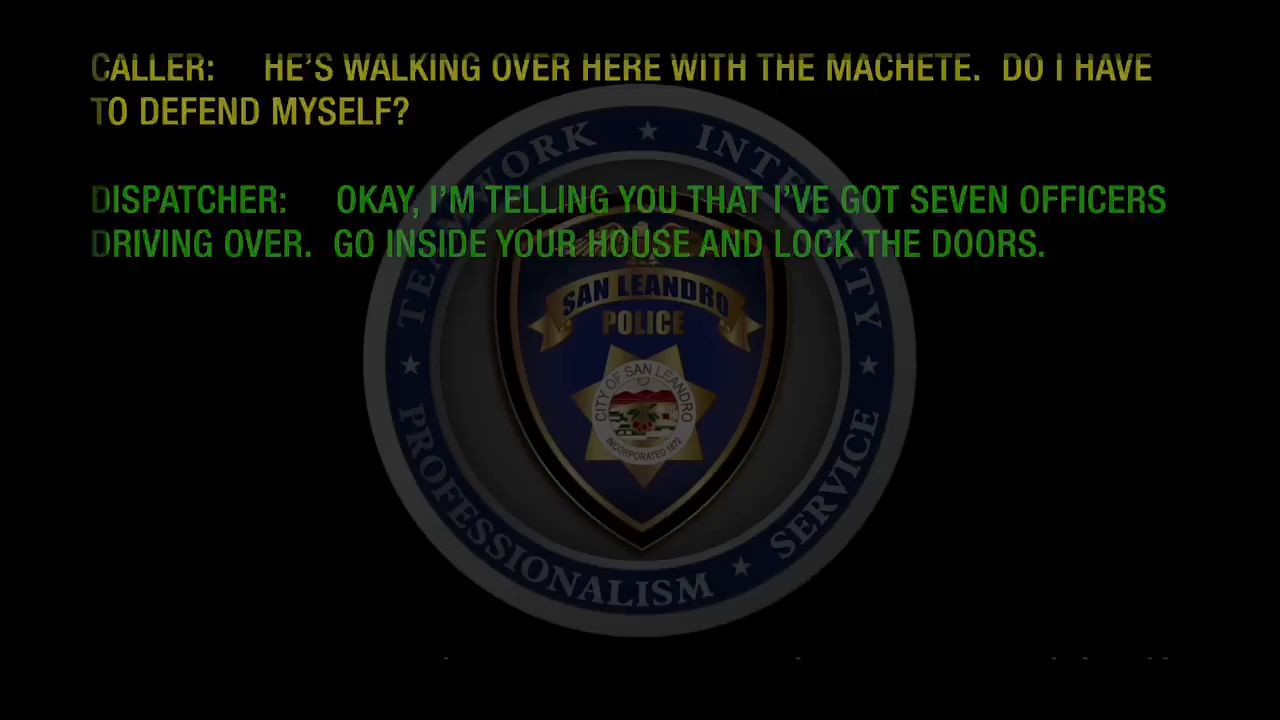 CALLER: HE'S WALKING OVER HERE WITH THE MACHETE. DO I HAVE
TO DEFEND MYSELF?
DISPATCHER: OKAY, I'M TELLING YOU THAT I'VE GOT SEVEN OFFICERS
DRIVING OVER. GO INSIDE YOUR HOUSE AND LOCK THE DOORS.
TEAMWORK ★ INTEGRITY ★ SERVICE ★ PROFESSIONALISM ★
SAN LEANDRO
POLICE
CITY OF SAN LEANDRO
INCORPORATED 1872